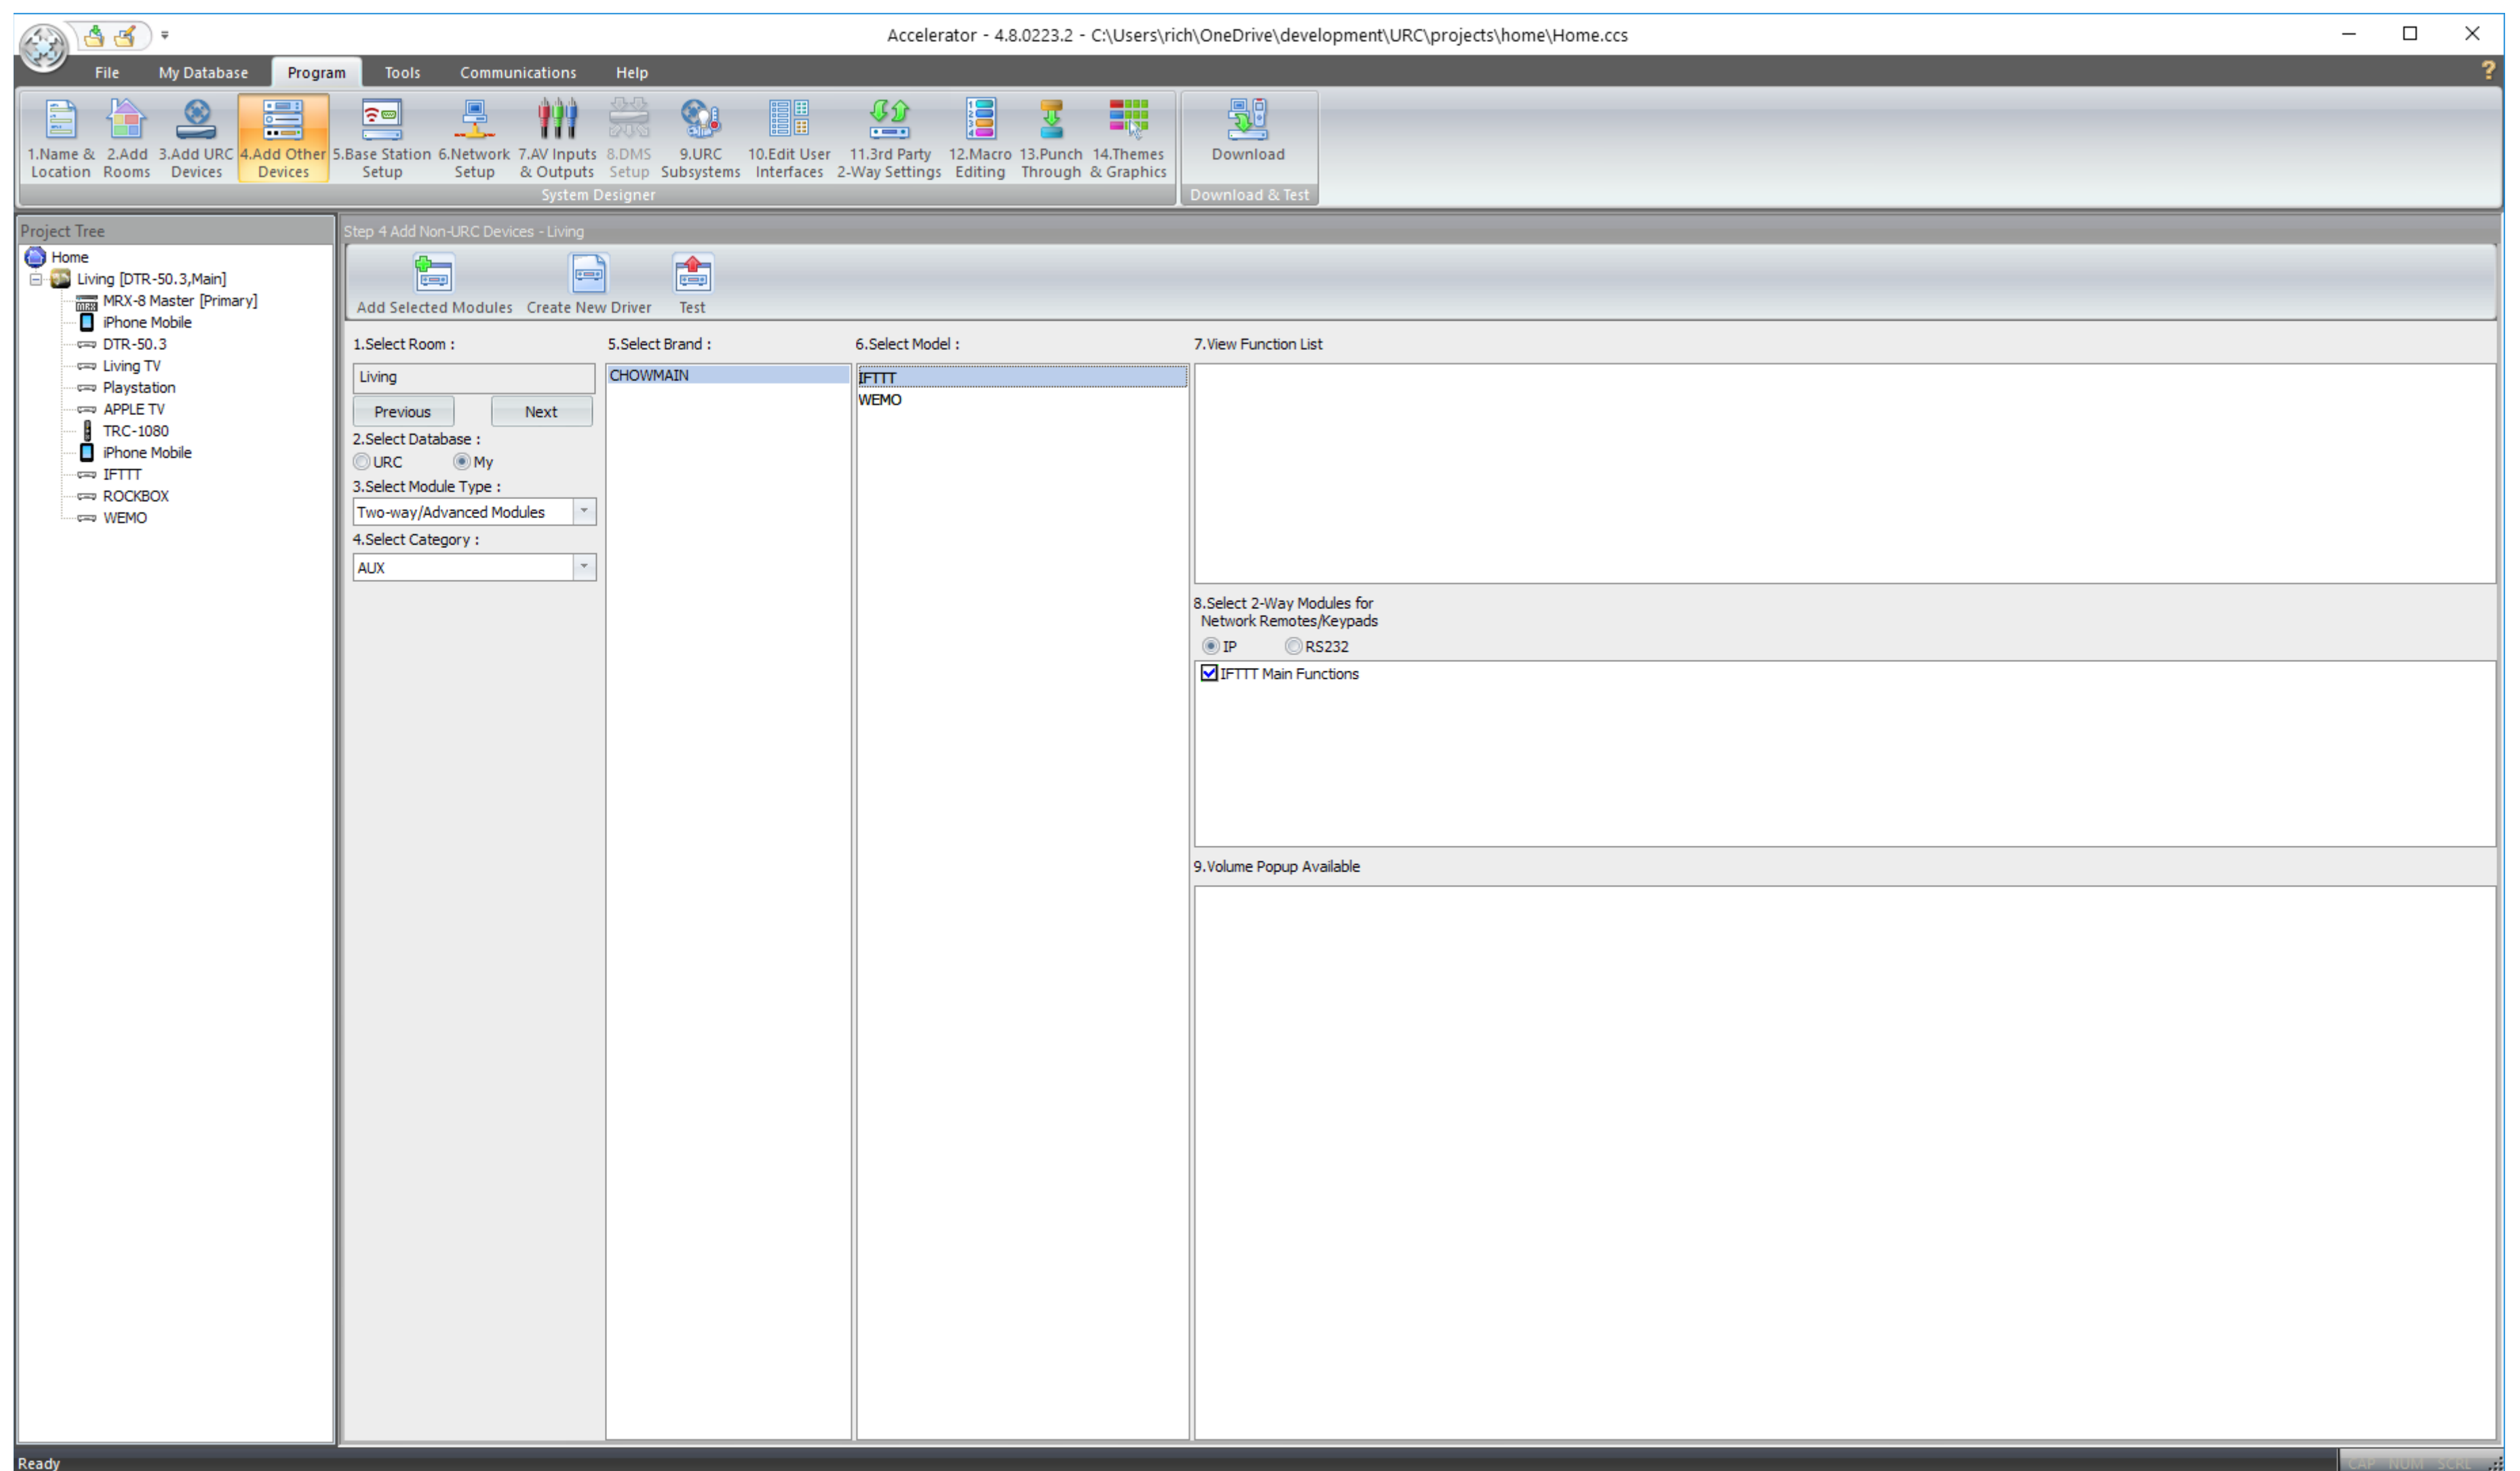 Accelerator - 4.8.0223.2 - C:\Users\rich\OneDrive\development\URC\projects\home\Home.ccs
File My Database Program Tools Communications Help ?
1.Name & Location
2.Add Rooms
3.Add URC Devices
4.Add Other Devices
5.Base Station Setup
6.Network Setup
7.AV Inputs & Outputs
8.DMS Setup
9.URC Subsystems
10.Edit User Interfaces
11.3rd Party 2-Way Settings
12.Macro Editing
13.Punch Through
14.Themes & Graphics
Download
System Designer
Download & Test
Project Tree
Home
Living [DTR-50.3,Main]
MRX-8 Master [Primary]
iPhone Mobile
DTR-50.3
Living TV
Playstation
APPLE TV
TRC-1080
iPhone Mobile
IFTTT
ROCKBOX
WEMO
Step 4 Add Non-URC Devices - Living
Add Selected Modules Create New Driver Test
1.Select Room :
Living
Previous Next
2.Select Database :
URC My
3.Select Module Type :
Two-way/Advanced Modules
4.Select Category :
AUX
5.Select Brand :
CHOWMAIN
6.Select Model :
IFTTT
WEMO
7.View Function List
8.Select 2-Way Modules for
Network Remotes/Keypads
IP RS232
IFTTT Main Functions
9.Volume Popup Available
Ready
CAP NUM SCRL